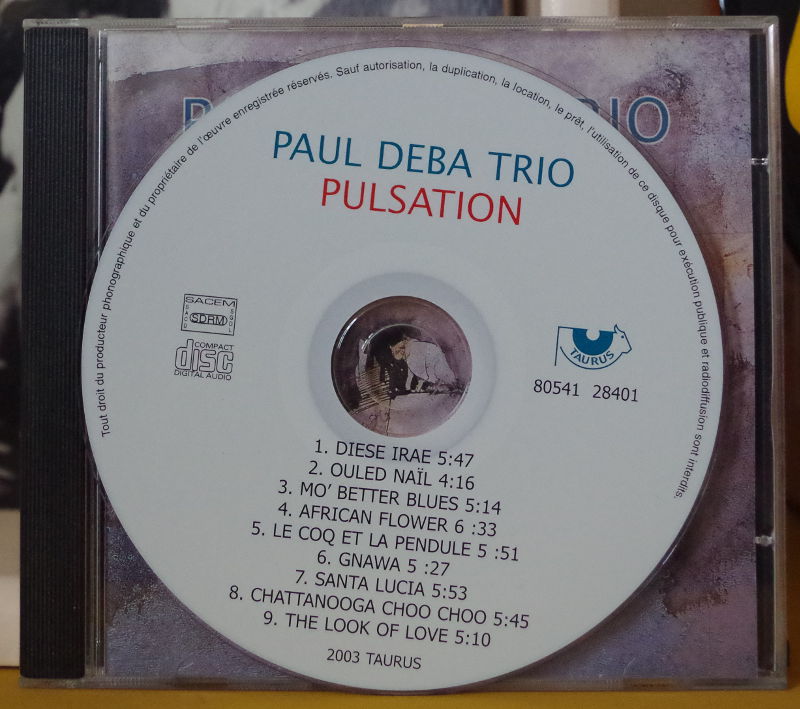 Tout droit du producteur phonographique et du propriétaire de l'œuvre enregistrée réservés. Sauf autorisation, la duplication, la location, le prêt, l'utilisation de ce disque pour exécution publique et radiodiffusion sont interdits.
RIO
PAUL DEBA TRIO
PULSATION
SACEM
SDRM
COMPACT
disc
DIGITAL AUDIO
TAURUS
80541 28401
1. DIESE IRAE 5:47
2. OULED NAÏL 4:16
3. MO' BETTER BLUES 5:14
4. AFRICAN FLOWER 6 :33
5. LE COQ ET LA PENDULE 5 :51
6. GNAWA 5 :27
7. SANTA LUCIA 5:53
8. CHATTANOOGA CHOO CHOO 5:45
9. THE LOOK OF LOVE 5:10
2003 TAURUS